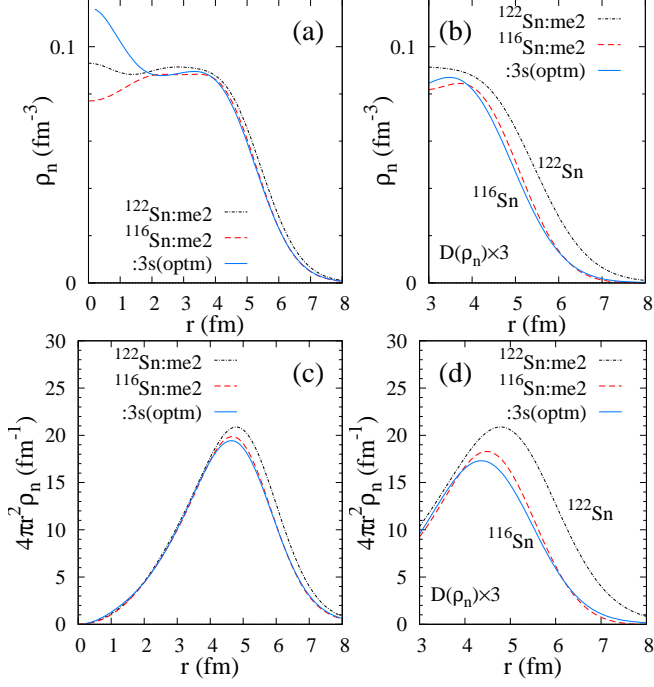 (a)
0.1
0
ρₙ (fm⁻³)
¹²²Sn:me2
¹¹⁶Sn:me2
:3s(optm)
0 1 2 3 4 5 6 7 8
r (fm)
(b)
¹²²Sn:me2
¹¹⁶Sn:me2
:3s(optm)
0.1
0
ρₙ (fm⁻³)
¹²²Sn
¹¹⁶Sn
D(ρₙ)×3
3 4 5 6 7 8
r (fm)
(c)
¹²²Sn:me2
¹¹⁶Sn:me2
:3s(optm)
30
25
20
15
10
5
0
4πr²ρₙ (fm⁻¹)
0 1 2 3 4 5 6 7 8
r (fm)
(d)
¹²²Sn:me2
¹¹⁶Sn:me2
:3s(optm)
30
25
20
15
10
5
0
4πr²ρₙ (fm⁻¹)
¹²²Sn
¹¹⁶Sn
D(ρₙ)×3
3 4 5 6 7 8
r (fm)